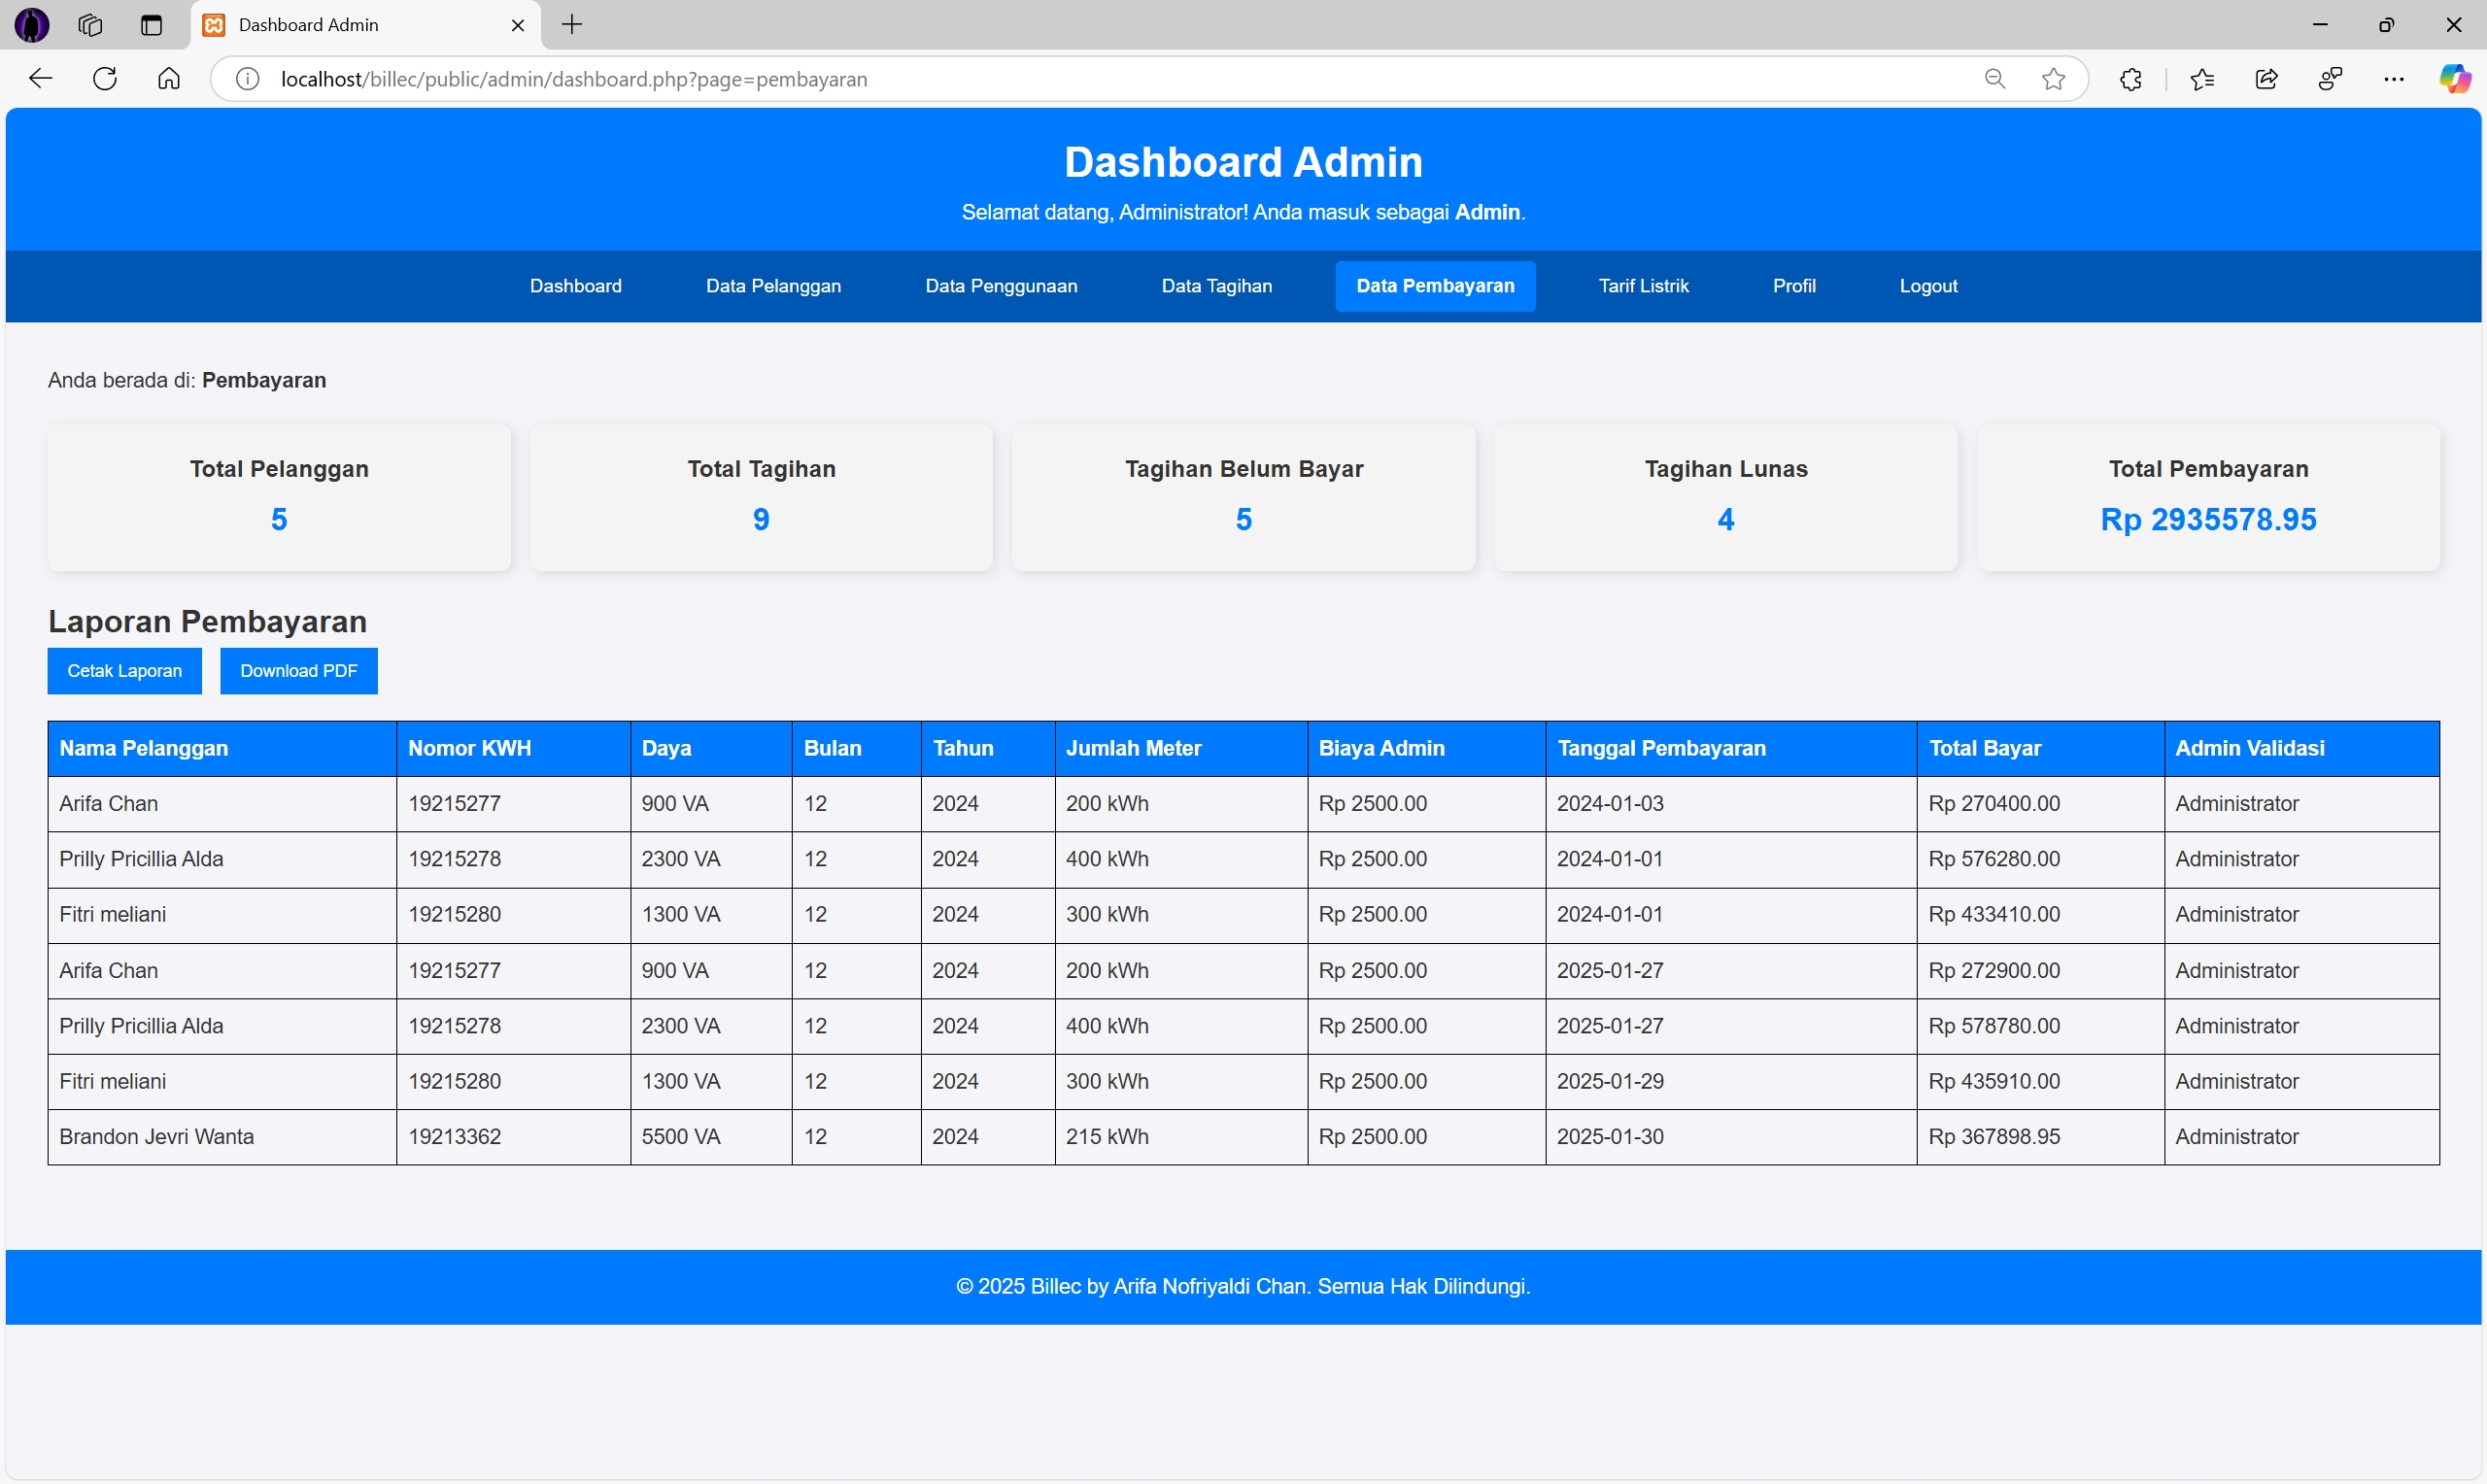 Dashboard Admin
localhost/billec/public/admin/dashboard.php?page=pembayaran
Dashboard Admin
Selamat datang, Administrator! Anda masuk sebagai Admin.
Dashboard Data Pelanggan Data Penggunaan Data Tagihan Data Pembayaran Tarif Listrik Profil Logout
Anda berada di: Pembayaran
Total Pelanggan Total Tagihan Tagihan Belum Bayar Tagihan Lunas Total Pembayaran
5 9 5 4 Rp 2935578.95
Laporan Pembayaran
Cetak Laporan Download PDF
Nama Pelanggan Nomor KWH Daya Bulan Tahun Jumlah Meter Biaya Admin Tanggal Pembayaran Total Bayar Admin Validasi
Arifa Chan 19215277 900 VA 12 2024 200 kWh Rp 2500.00 2024-01-03 Rp 270400.00 Administrator
Prilly Pricillia Alda 19215278 2300 VA 12 2024 400 kWh Rp 2500.00 2024-01-01 Rp 576280.00 Administrator
Fitri meliani 19215280 1300 VA 12 2024 300 kWh Rp 2500.00 2024-01-01 Rp 433410.00 Administrator
Arifa Chan 19215277 900 VA 12 2024 200 kWh Rp 2500.00 2025-01-27 Rp 272900.00 Administrator
Prilly Pricillia Alda 19215278 2300 VA 12 2024 400 kWh Rp 2500.00 2025-01-27 Rp 578780.00 Administrator
Fitri meliani 19215280 1300 VA 12 2024 300 kWh Rp 2500.00 2025-01-29 Rp 435910.00 Administrator
Brandon Jevri Wanta 19213362 5500 VA 12 2024 215 kWh Rp 2500.00 2025-01-30 Rp 367898.95 Administrator
© 2025 Billec by Arifa Nofriyaldi Chan. Semua Hak Dilindungi.